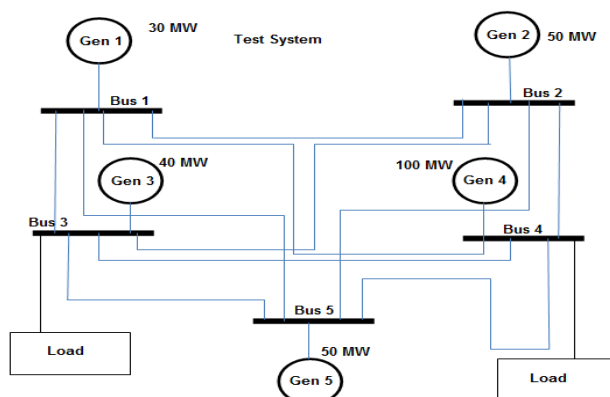 30 MW
Gen 1
Test System
Gen 2
50 MW
Bus 1
Bus 2
40 MW
Gen 3
100 MW
Gen 4
Bus 3
Bus 4
Bus 5
Load
50 MW
Gen 5
Load